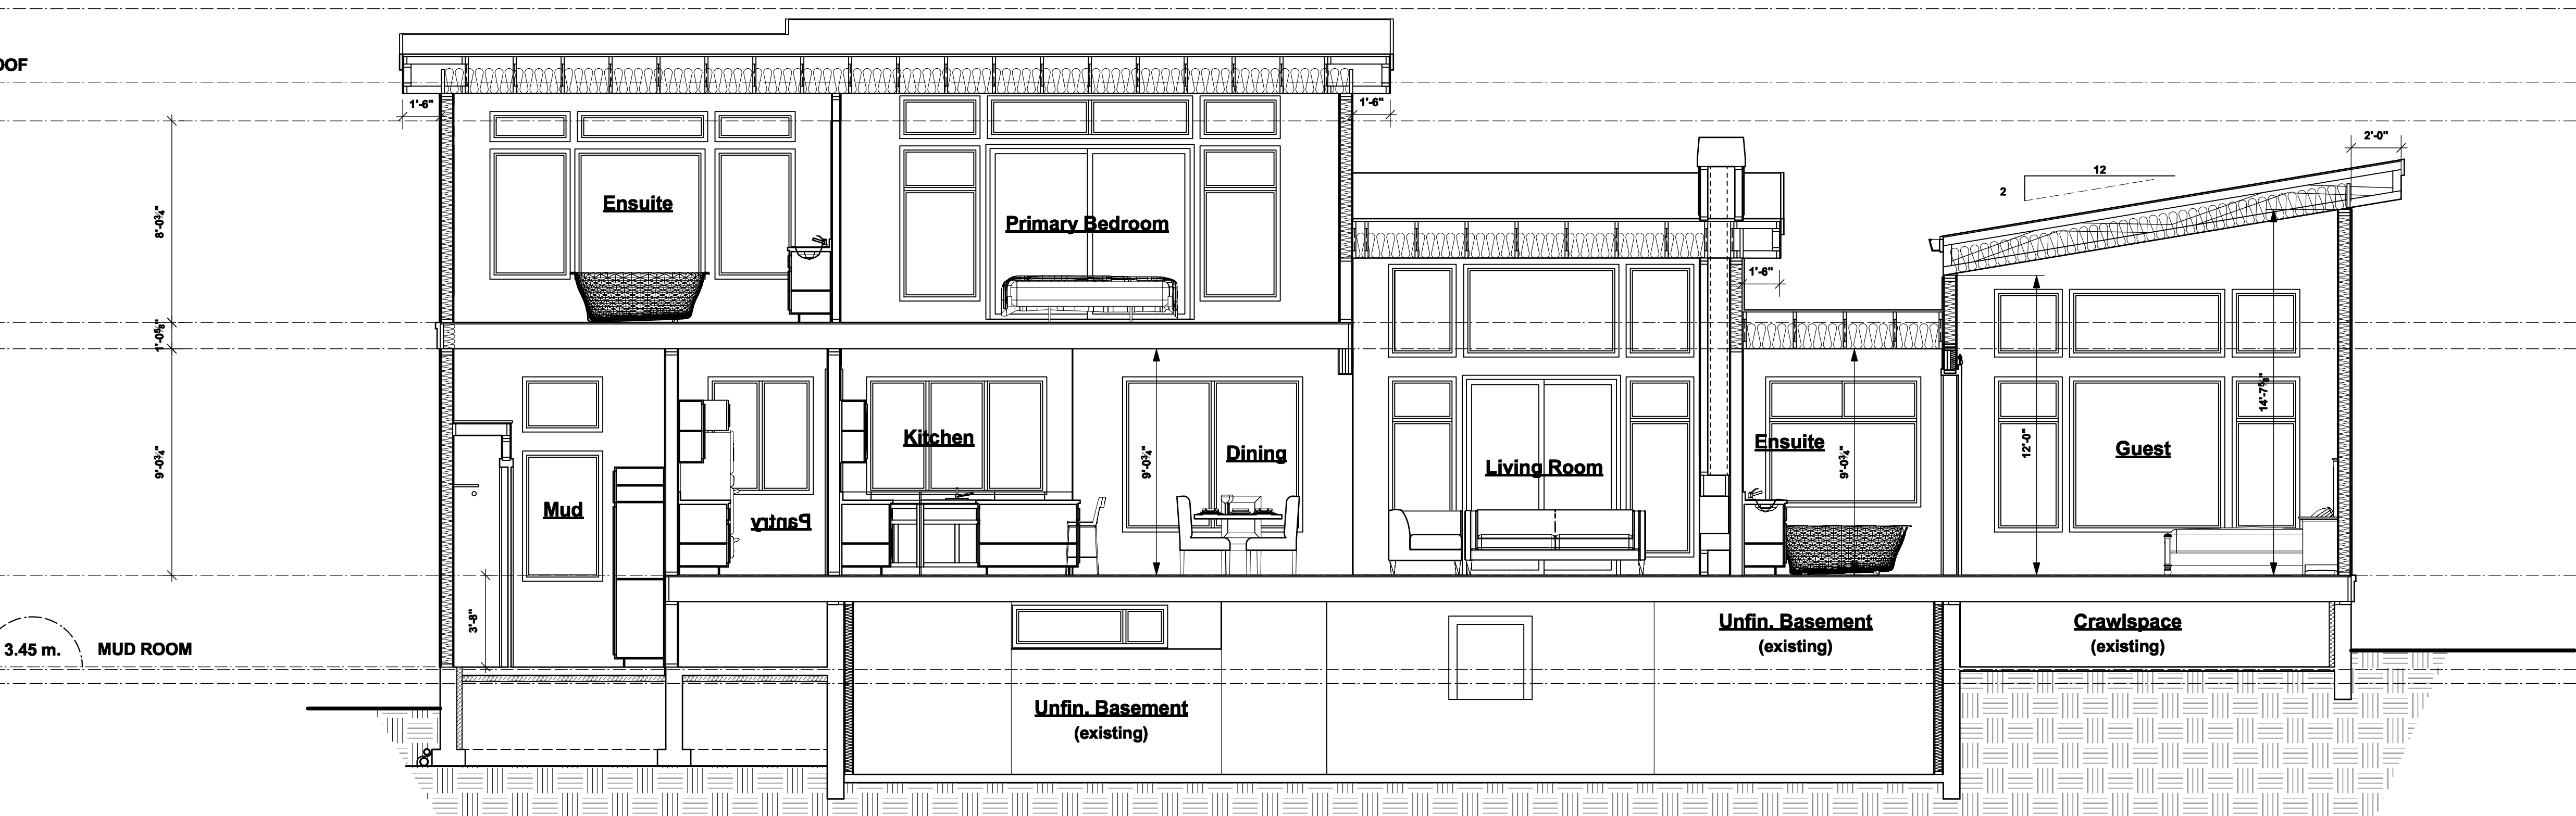 OOF
1'-6"
1'-6"
2'-0"
12
2
8'-0¾"
Ensuite
Primary Bedroom
1'-6"
1'-0⅝"
9'-0¾"
Mud
Pantry
Kitchen
9'-0¾"
Dining
Living Room
Ensuite
9'-0¾"
12'-0"
Guest
14'-7⅝"
3'-8"
3.45 m.
MUD ROOM
Unfin. Basement
(existing)
Crawlspace
(existing)
Unfin. Basement
(existing)